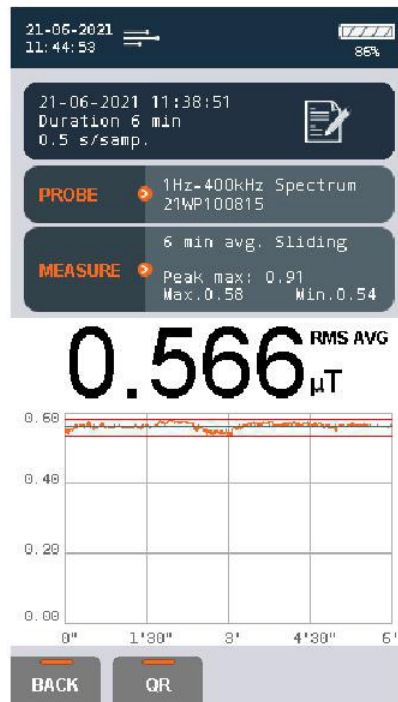 21-06-2021
11:44:53
86%
21-06-2021 11:38:51
Duration 6 min
0.5 s/samp.
PROBE
1Hz-400kHz Spectrum
21WP100815
MEASURE
6 min avg. Sliding
Peak max: 0.91
Max.0.58 Min.0.54
0.566 RMS AVG
µT
0.60
0.40
0.20
0.00
0" 1'30" 3' 4'30" 6'
BACK QR